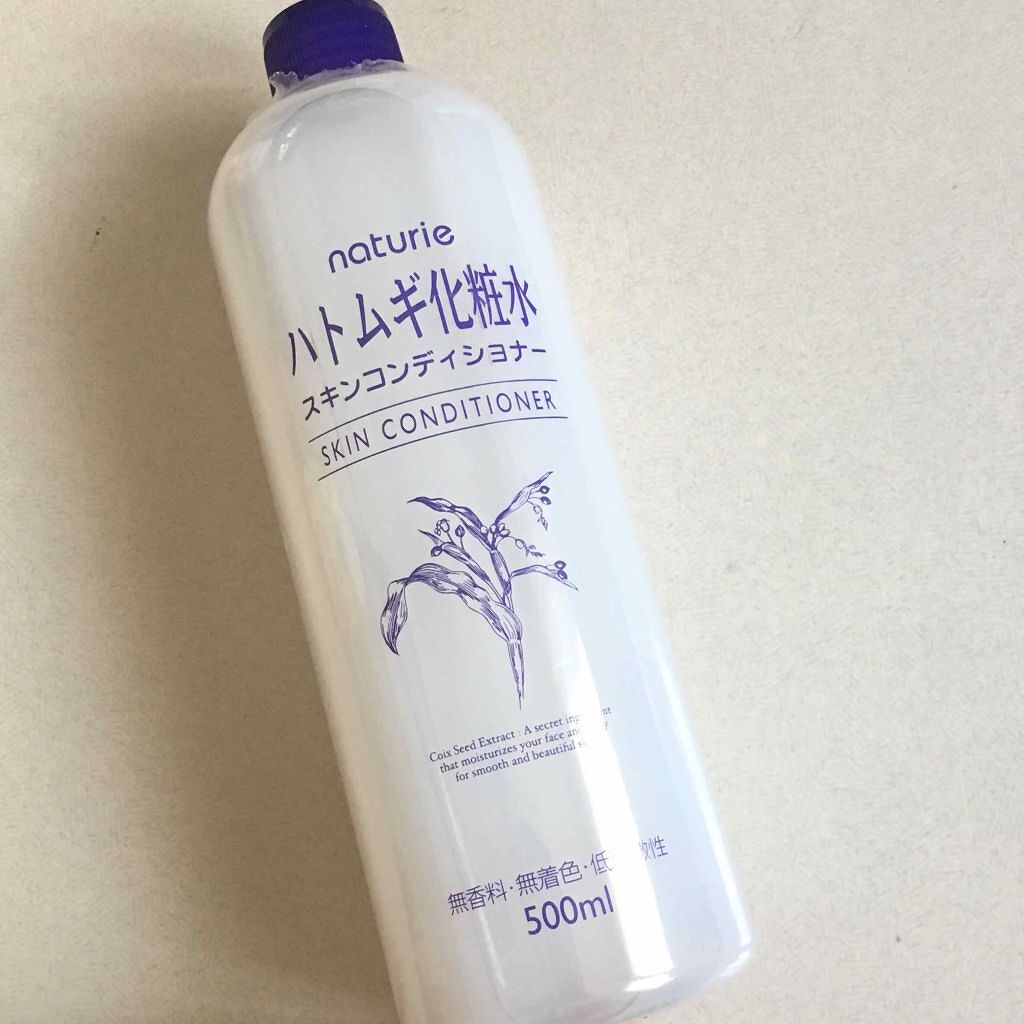 naturie
ハトムギ化粧水
スキンコンディショナー
SKIN CONDITIONER
Coix Seed Extract : A secret
that moisturizes your face
for smooth and beautiful
無香料・無着色・低 激性
500ml